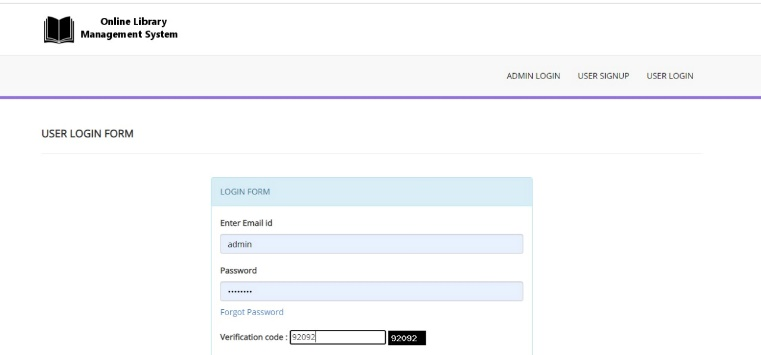 Online Library
Management System
ADMIN LOGIN USER SIGNUP USER LOGIN
USER LOGIN FORM
LOGIN FORM
Enter Email id
admin
Password
••••••••
Forgot Password
Verification code : 92092 92092